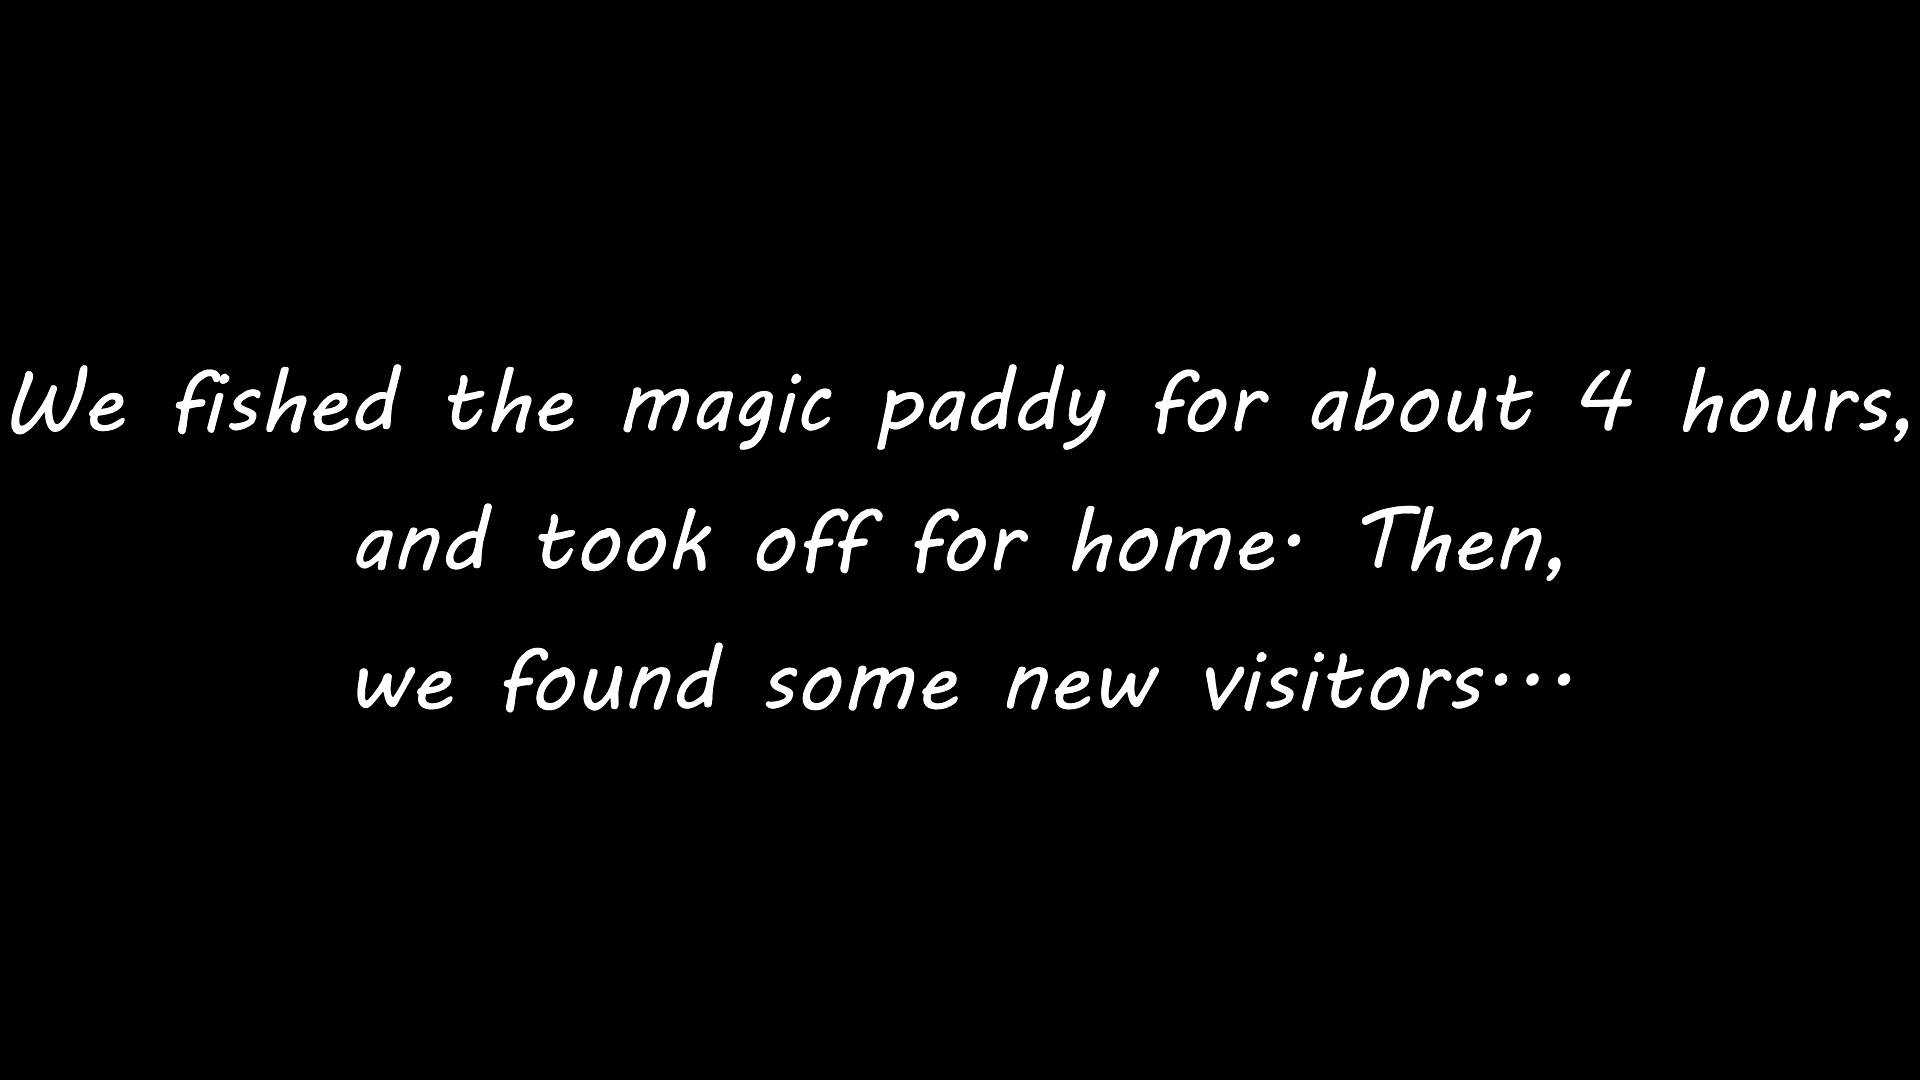 We fished the magic paddy for about 4 hours,
and took off for home. Then,
we found some new visitors...